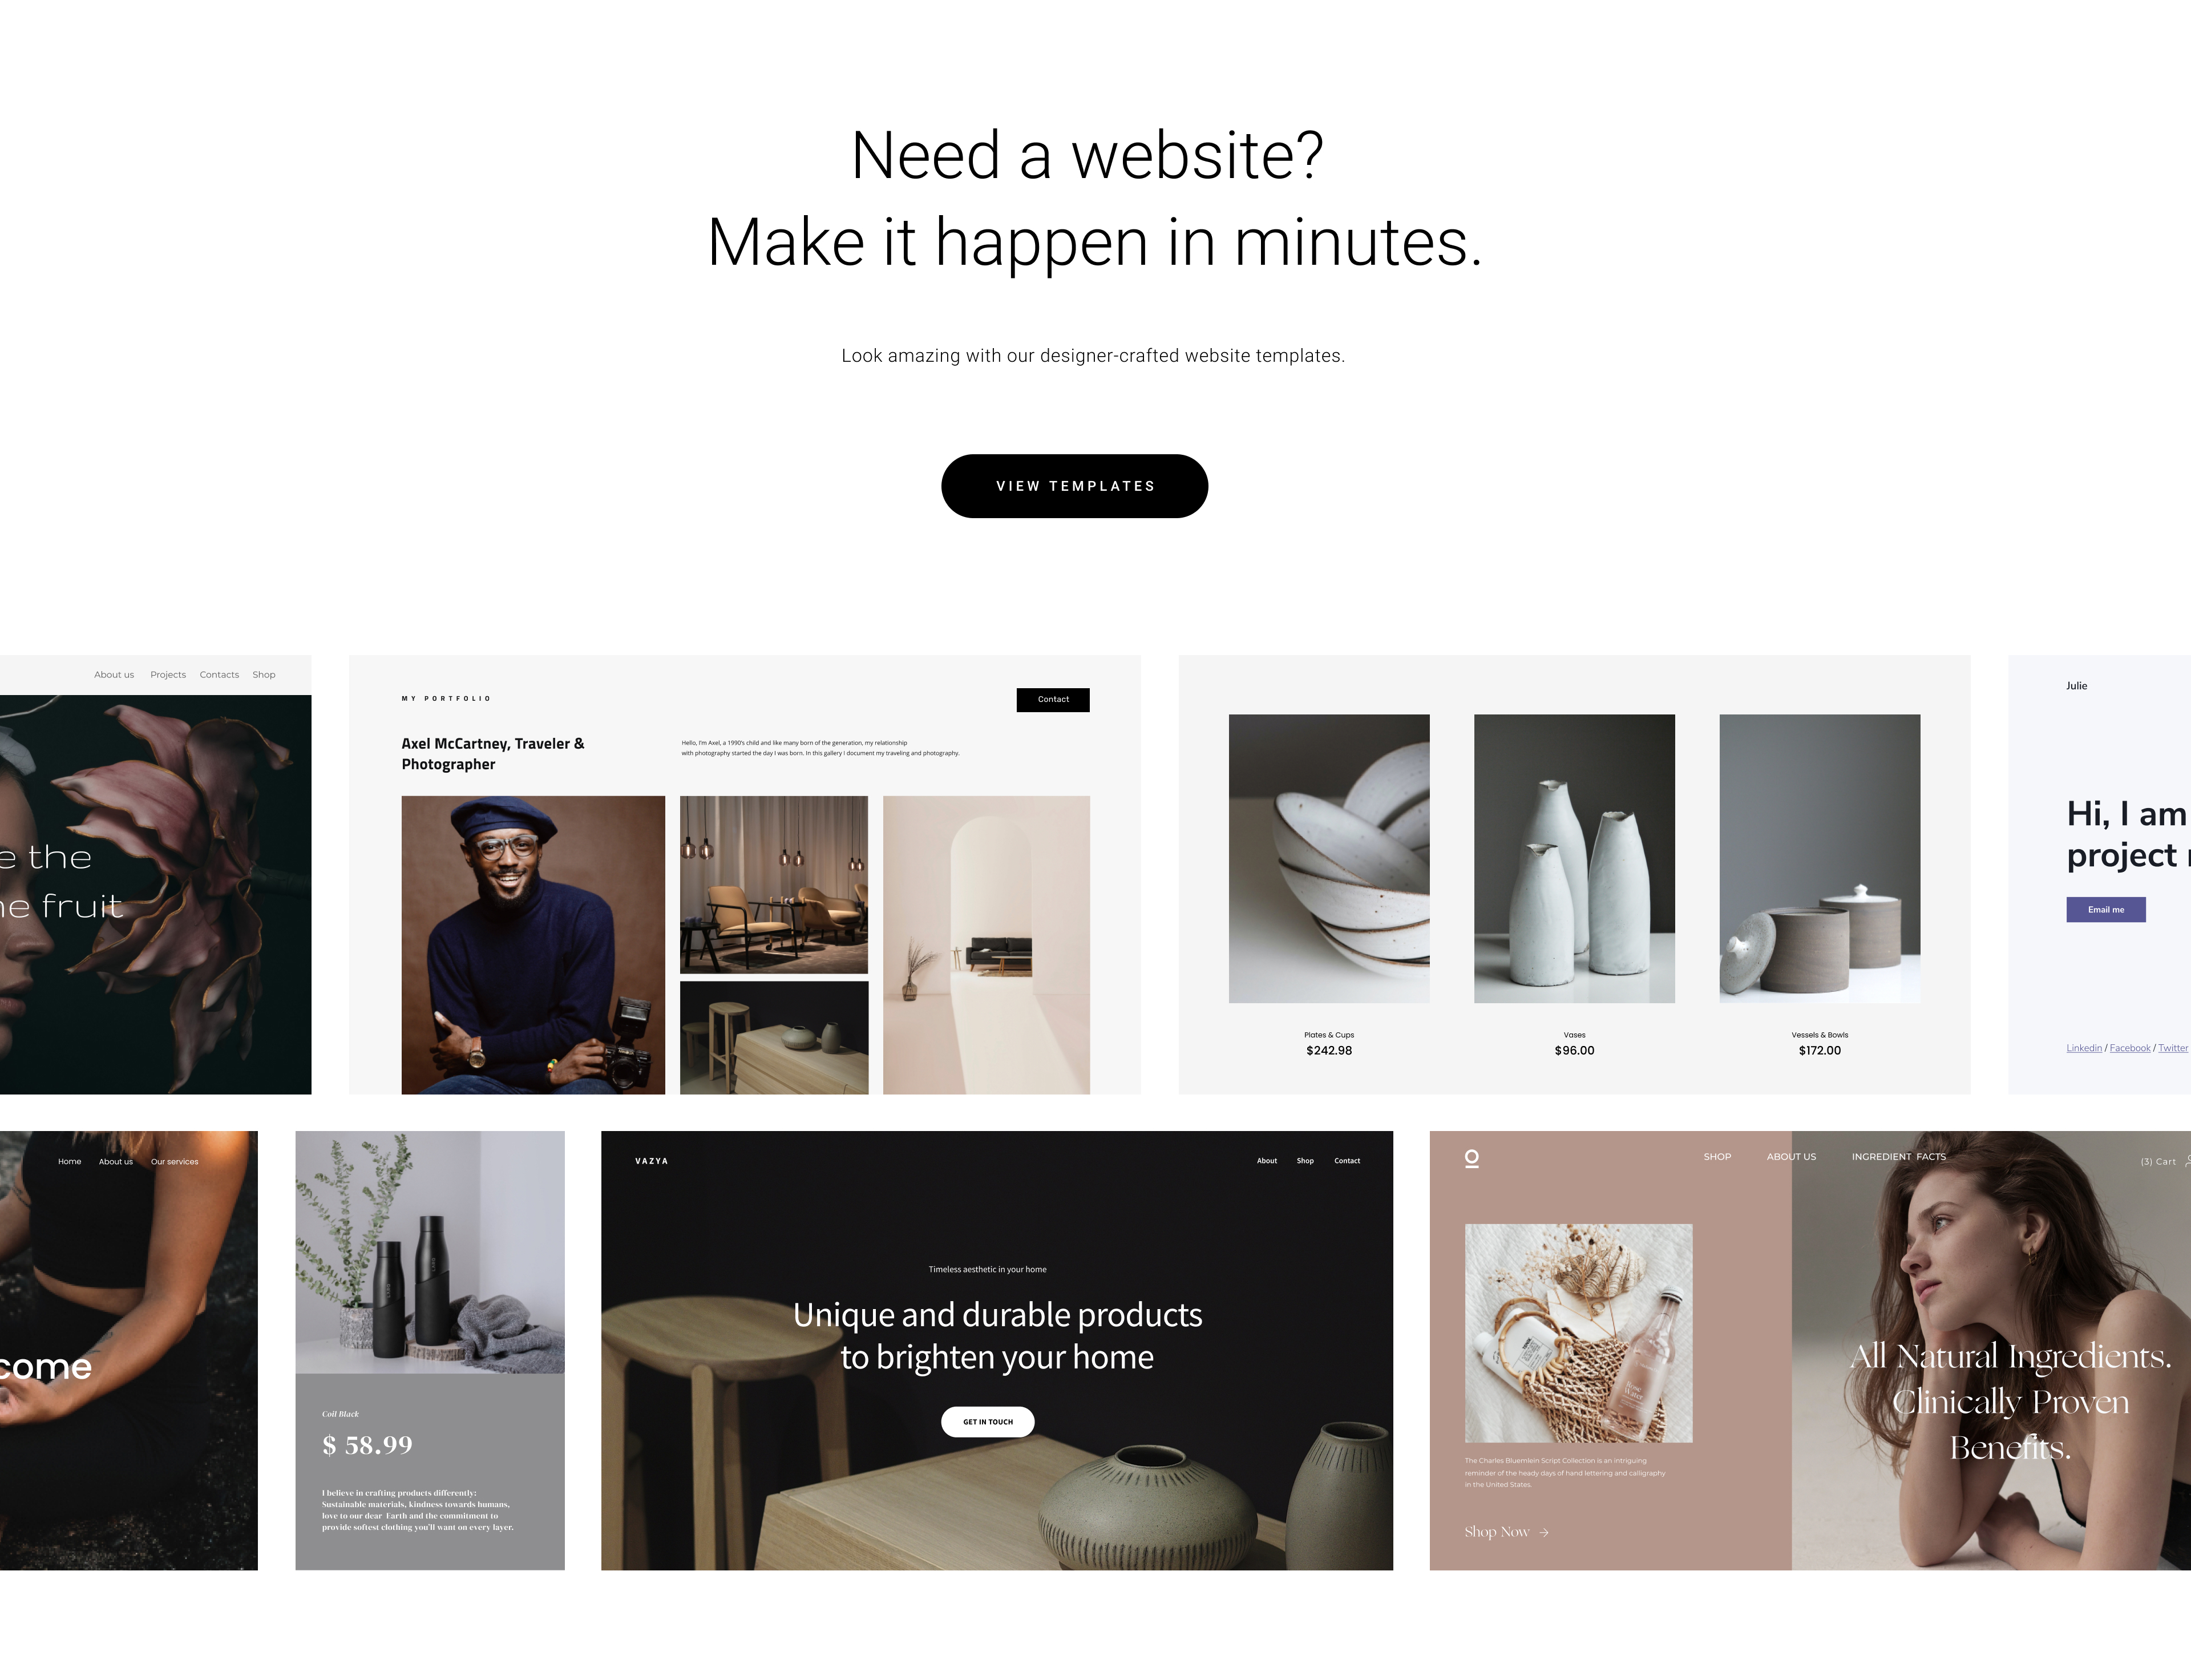 Need a website?
Make it happen in minutes.
Look amazing with our designer-crafted website templates.
VIEW TEMPLATES
About us Projects Contacts Shop
e the
ne fruit
MY PORTFOLIO
Contact
Axel McCartney, Traveler &
Photographer
Hello, I'm Axel, a 1990's child and like many born of the generation, my relationship
with photography started the day I was born. In this gallery I document my traveling and photography.
Plates & Cups
$242.98
Vases
$96.00
Vessels & Bowls
$172.00
Julie
Hi, I am
project
Email me
Linkedin / Facebook / Twitter
Home About us Our services
come
Coil Black
$ 58.99
I believe in crafting products differently:
Sustainable materials, kindness towards humans,
love to our dear Earth and the commitment to
provide softest clothing you'll want on every layer.
VAZYA
About Shop Contact
Timeless aesthetic in your home
Unique and durable products
to brighten your home
GET IN TOUCH
SHOP ABOUT US INGREDIENT FACTS
(3) Cart
Rose
Water
The Charles Bluemlein Script Collection is an intriguing
reminder of the heady days of hand lettering and calligraphy
in the United States.
Shop Now →
All Natural Ingredients.
Clinically Proven
Benefits.